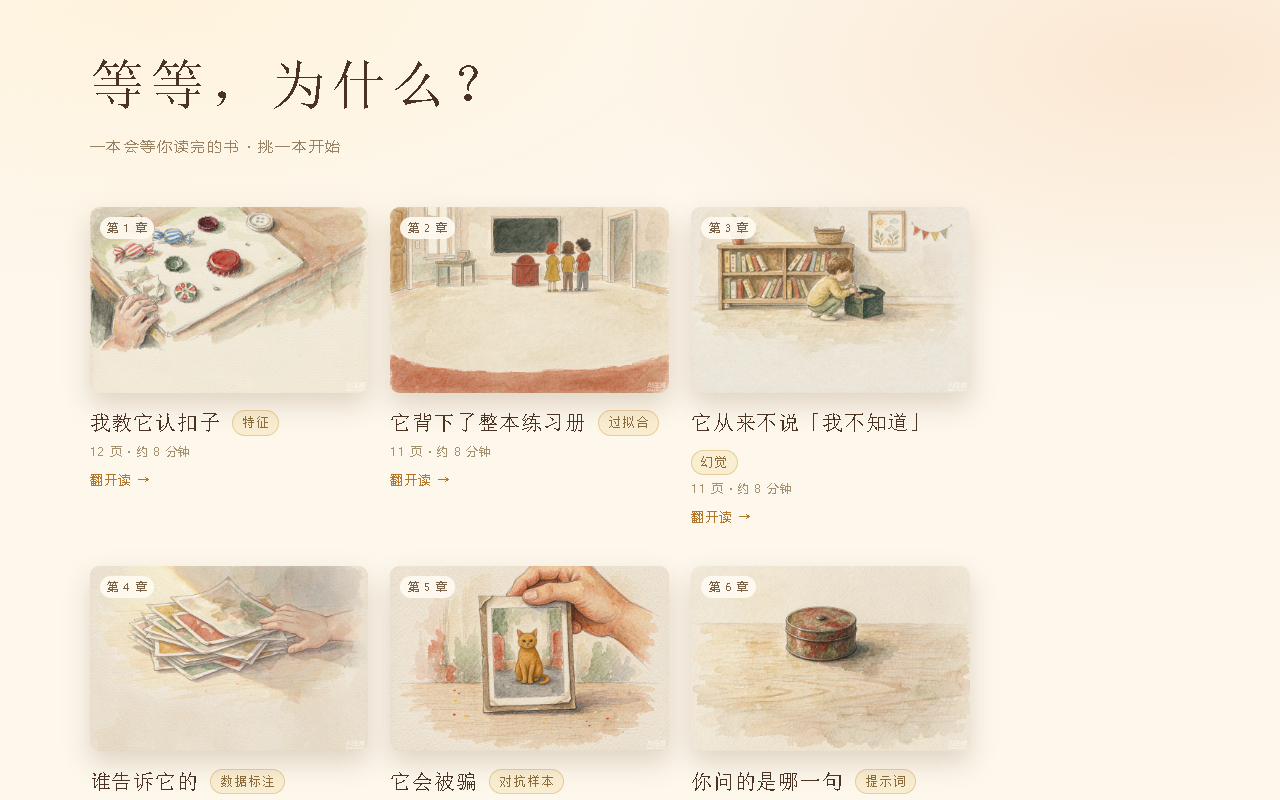 等等，为什么？
一本会等你读完的书 · 挑一本开始
第 1 章
第 2 章
第 3 章
我教它认扣子 特征
12 页 · 约 8 分钟
翻开读 →
它背下了整本练习册 过拟合
11 页 · 约 8 分钟
翻开读 →
它从来不说「我不知道」
幻觉
11 页 · 约 8 分钟
翻开读 →
第 4 章
第 5 章
第 6 章
谁告诉它的 数据标注
它会被骗 对抗样本
你问的是哪一句 提示词